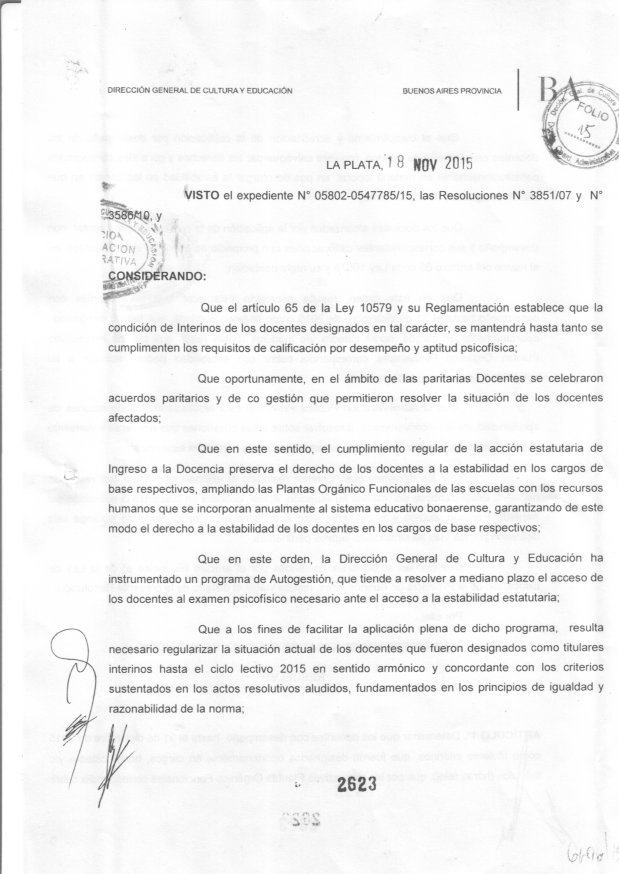 DIRECCIÓN GENERAL DE CULTURA Y EDUCACIÓN
BUENOS AIRES PROVINCIA
BA
FOLIO
15
LA PLATA, 18 NOV 2015
VISTO el expediente N° 05802-0547785/15, las Resoluciones N° 3851/07 y N°
3586/10, y
CONSIDERANDO:
Que el artículo 65 de la Ley 10579 y su Reglamentación establece que la
condición de Interinos de los docentes designados en tal carácter, se mantendrá hasta tanto se
cumplimenten los requisitos de calificación por desempeño y aptitud psicofísica;
Que oportunamente, en el ámbito de las paritarias Docentes se celebraron
acuerdos paritarios y de co gestión que permitieron resolver la situación de los docentes
afectados;
Que en este sentido, el cumplimiento regular de la acción estatutaria de
Ingreso a la Docencia preserva el derecho de los docentes a la estabilidad en los cargos de
base respectivos, ampliando las Plantas Orgánico Funcionales de las escuelas con los recursos
humanos que se incorporan anualmente al sistema educativo bonaerense, garantizando de este
modo el derecho a la estabilidad de los docentes en los cargos de base respectivos;
Que en este orden, la Dirección General de Cultura y Educación ha
instrumentado un programa de Autogestión, que tiende a resolver a mediano plazo el acceso de
los docentes al examen psicofísico necesario ante el acceso a la estabilidad estatutaria;
Que a los fines de facilitar la aplicación plena de dicho programa, resulta
necesario regularizar la situación actual de los docentes que fueron designados como titulares
interinos hasta el ciclo lectivo 2015 en sentido armónico y concordante con los criterios
sustentados en los actos resolutivos aludidos, fundamentados en los principios de igualdad y
razonabilidad de la norma;
2623